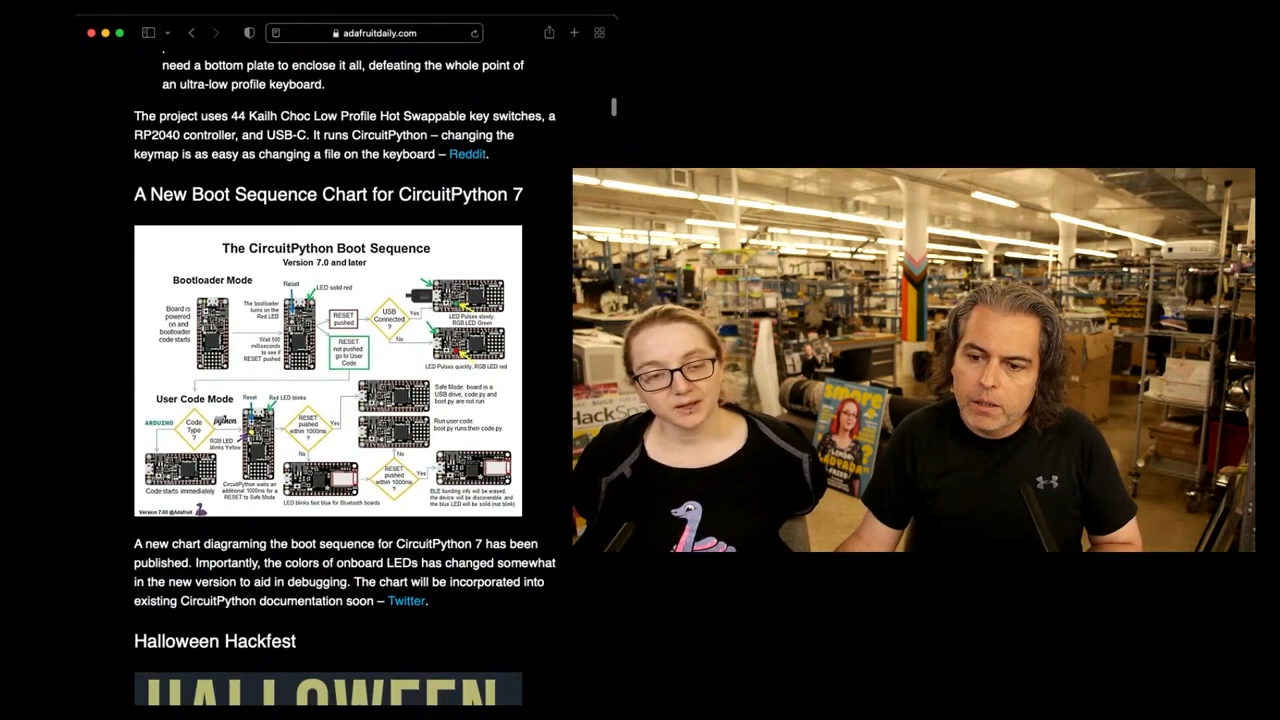 adafruitdaily.com
need a bottom plate to enclose it all, defeating the whole point of
an ultra-low profile keyboard.
The project uses 44 Kailh Choc Low Profile Hot Swappable key switches, a
RP2040 controller, and USB-C. It runs CircuitPython – changing the
keymap is as easy as changing a file on the keyboard – Reddit.
A New Boot Sequence Chart for CircuitPython 7
The CircuitPython Boot Sequence
Version 7.0 and later
Bootloader Mode
Board is
powered
on and
bootloader
code starts
The bootloader
turns on the
Red LED
Wait 500
milliseconds
to see if
RESET pushed
Reset
LED solid red
RESET
pushed
RESET
not pushed
go to User
Code
USB
Connected
?
Yes
No
LED Pulses slowly,
RGB LED Green
LED Pulses quickly, RGB LED red
User Code Mode
ARDUINO
Code
Type
?
python
RGB LED
blinks Yellow
Code starts immediately
Reset
Red LED blinks
CircuitPython waits an
additional 1000ms for a
RESET to Safe Mode
RESET
pushed within
1000ms
?
Yes
No
Safe Mode: board is a
USB drive, code.py and
boot.py are not run
Run user code:
boot.py runs then code.py
LED blinks fast blue for Bluetooth boards
RESET
pushed
within 1000ms
?
No
Yes
BLE bonding info will be erased,
the device will be discoverable and
the blue LED will be solid (not blink)
Version 7.00 @Adafruit
A new chart diagraming the boot sequence for CircuitPython 7 has been
published. Importantly, the colors of onboard LEDs has changed somewhat
in the new version to aid in debugging. The chart will be incorporated into
existing CircuitPython documentation soon – Twitter.
Halloween Hackfest
HALLOWEEN
HackSpa